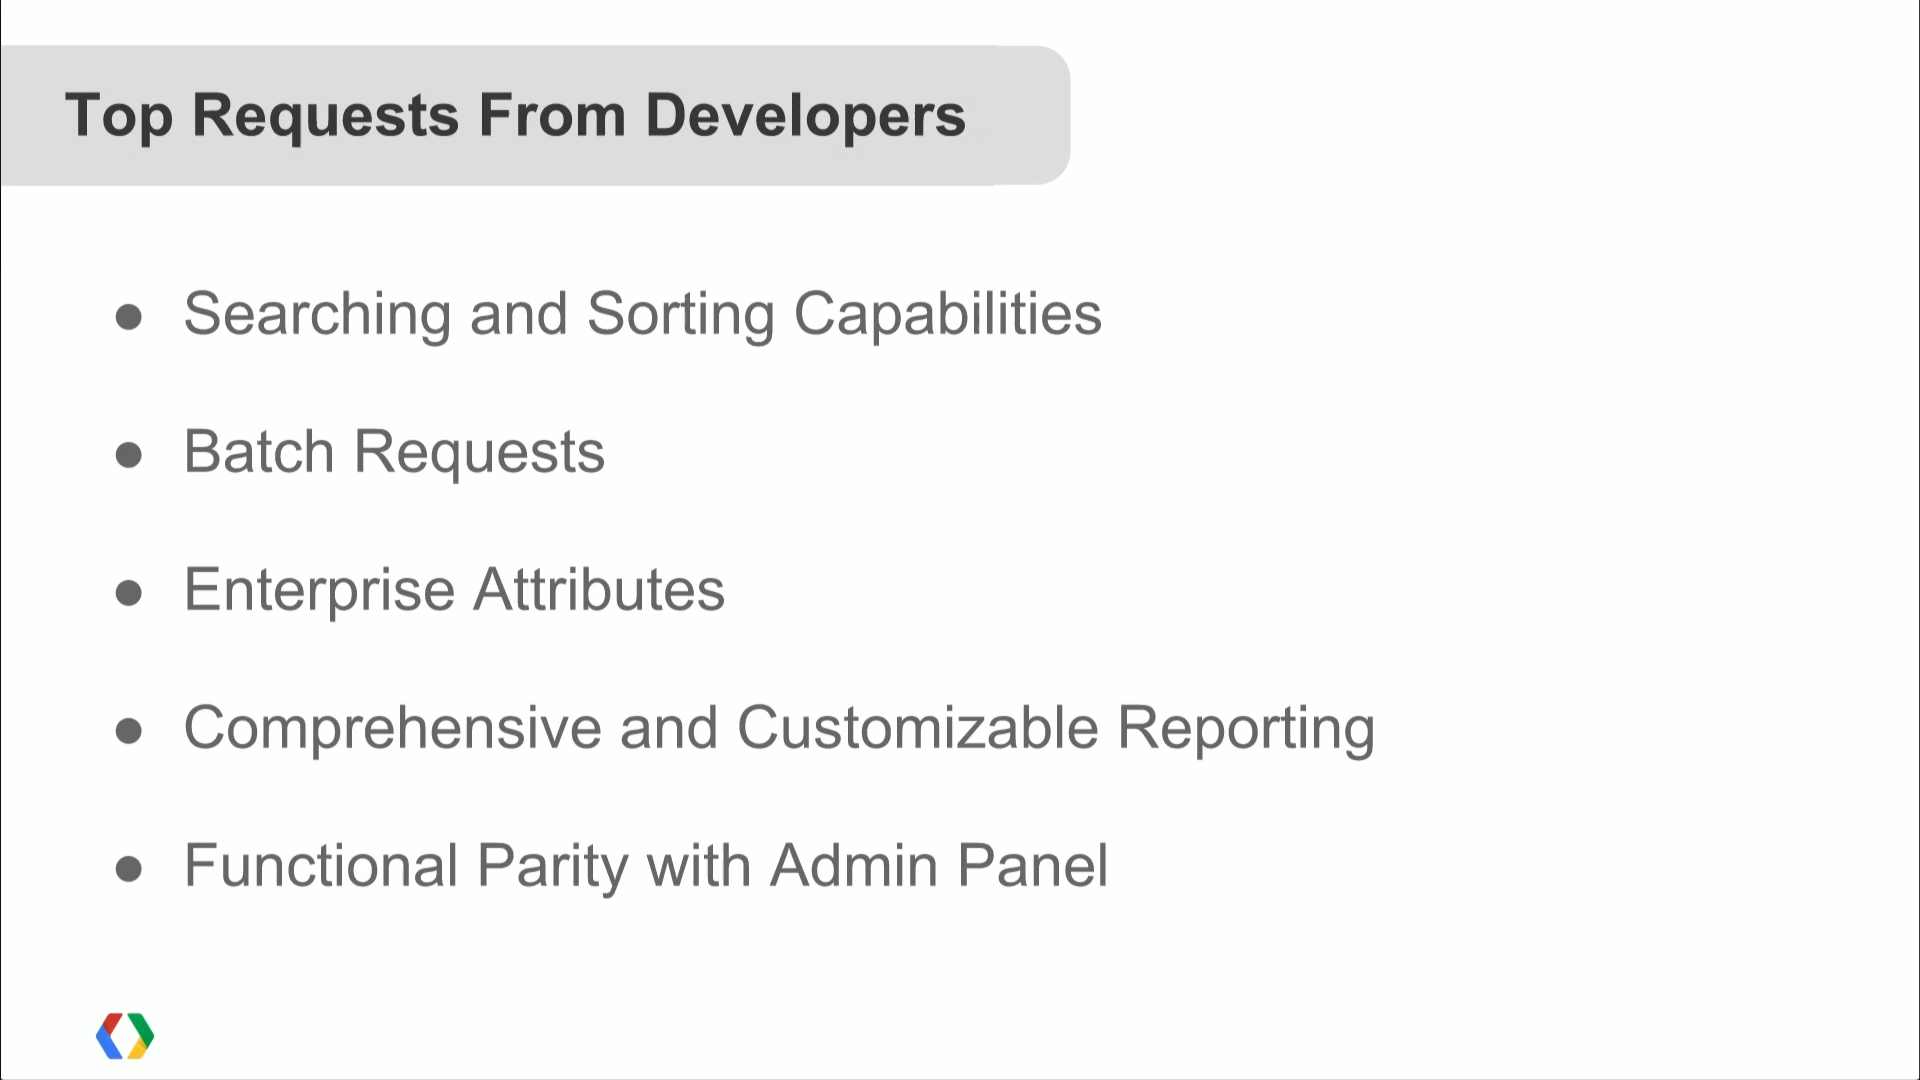 Top Requests From Developers
● Searching and Sorting Capabilities
● Batch Requests
● Enterprise Attributes
● Comprehensive and Customizable Reporting
● Functional Parity with Admin Panel